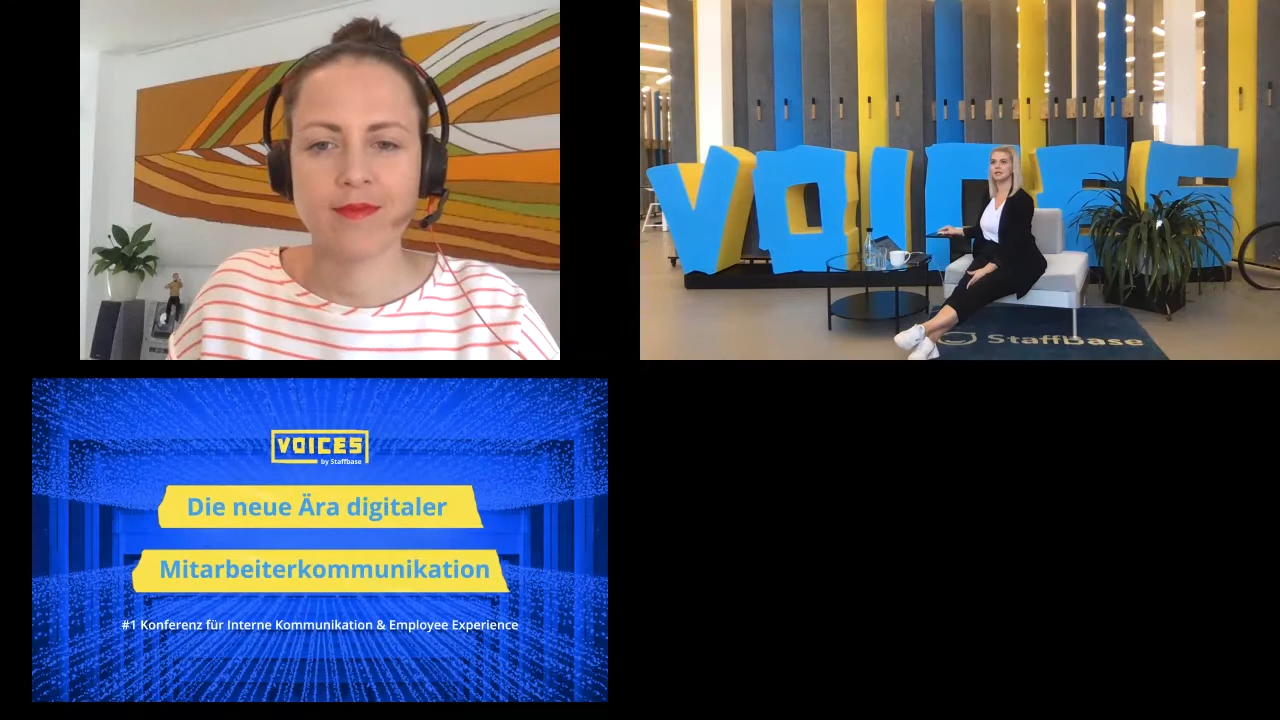 VOICES
Staffbase
VOICES
by Staffbase
Die neue Ära digitaler
Mitarbeiterkommunikation
#1 Konferenz für Interne Kommunikation & Employee Experience